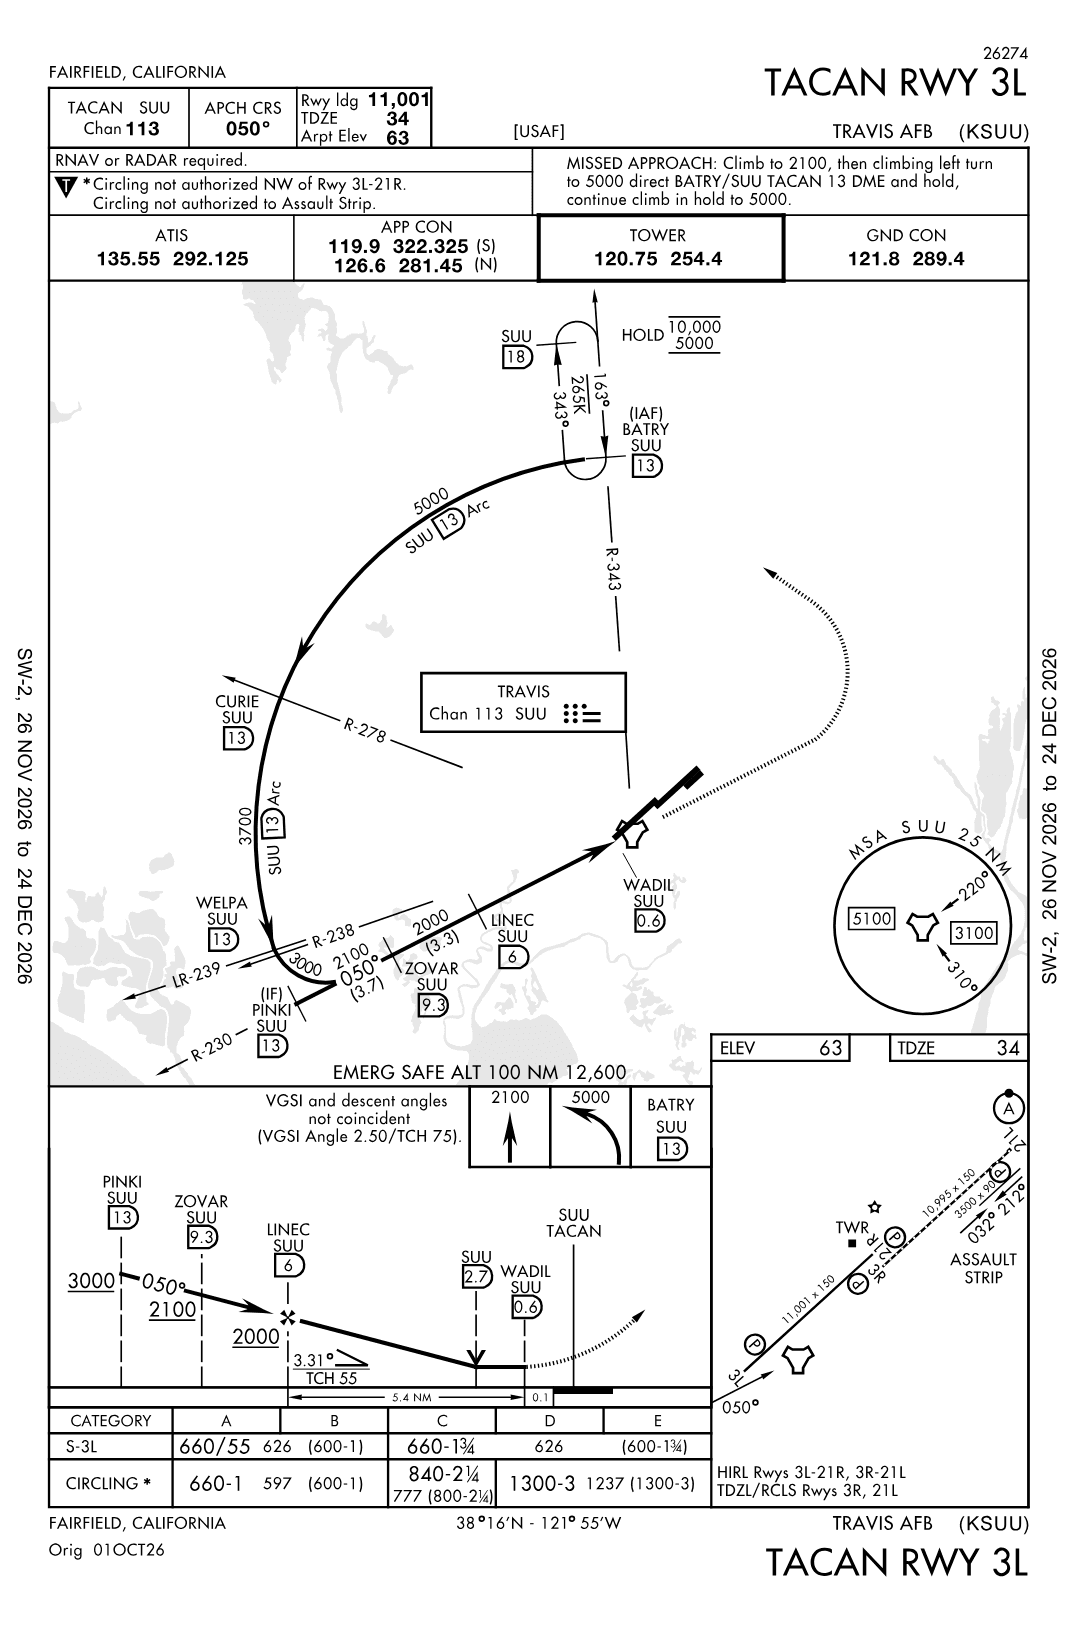 26274
FAIRFIELD, CALIFORNIA
TACAN RWY 3L
TACAN SUU
Chan 113
APCH CRS
050°
Rwy ldg 11,001
TDZE 34
Arpt Elev 63
[USAF]
TRAVIS AFB (KSUU)
RNAV or RADAR required.
T *Circling not authorized NW of Rwy 3L-21R.
Circling not authorized to Assault Strip.
MISSED APPROACH: Climb to 2100, then climbing left turn
to 5000 direct BATRY/SUU TACAN 13 DME and hold,
continue climb in hold to 5000.
ATIS
135.55 292.125
APP CON
119.9 322.325 (S)
126.6 281.45 (N)
TOWER
120.75 254.4
GND CON
121.8 289.4
SUU
18
HOLD 10,000
5000
343°
265K
163°
(IAF)
BATRY
SUU
13
5000
SUU 13 Arc
R-343
CURIE
SUU
13
R-278
TRAVIS
Chan 113 SUU
3700
SUU 13 Arc
WELPA
SUU
13
R-238
LR-239
3000
2100
050°
(3.7)
2000
(3.3)
LINEC
SUU
6
ZOVAR
SUU
9.3
WADIL
SUU
0.6
(IF)
PINKI
SUU
13
R-230
MSA SUU 25 NM
220°
5100
3100
310°
EMERG SAFE ALT 100 NM 12,600
ELEV 63
TDZE 34
VGSI and descent angles
not coincident
(VGSI Angle 2.50/TCH 75).
2100
5000
BATRY
SUU
13
PINKI
SUU
13
ZOVAR
SUU
9.3
LINEC
SUU
6
SUU
2.7
WADIL
SUU
0.6
SUU
TACAN
3000
050°
2100
2000
3.31°
TCH 55
5.4 NM
0.1
A
21L
P
10,995 x 150
3500 x 90
032° 212°
ASSAULT
STRIP
TWR
P
21R
3R
P
11,001 x 150
P
3L
050°
HIRL Rwys 3L-21R, 3R-21L
TDZL/RCLS Rwys 3R, 21L
CATEGORY A B C D E
S-3L 660/55 626 (600-1) 660-1¾ 626 (600-1¾)
CIRCLING * 660-1 597 (600-1) 840-2¼ 777 (800-2¼) 1300-3 1237 (1300-3)
FAIRFIELD, CALIFORNIA
38°16'N - 121°55'W
TRAVIS AFB (KSUU)
Orig 01OCT26
TACAN RWY 3L
SW-2, 26 NOV 2026 to 24 DEC 2026
SW-2, 26 NOV 2026 to 24 DEC 2026